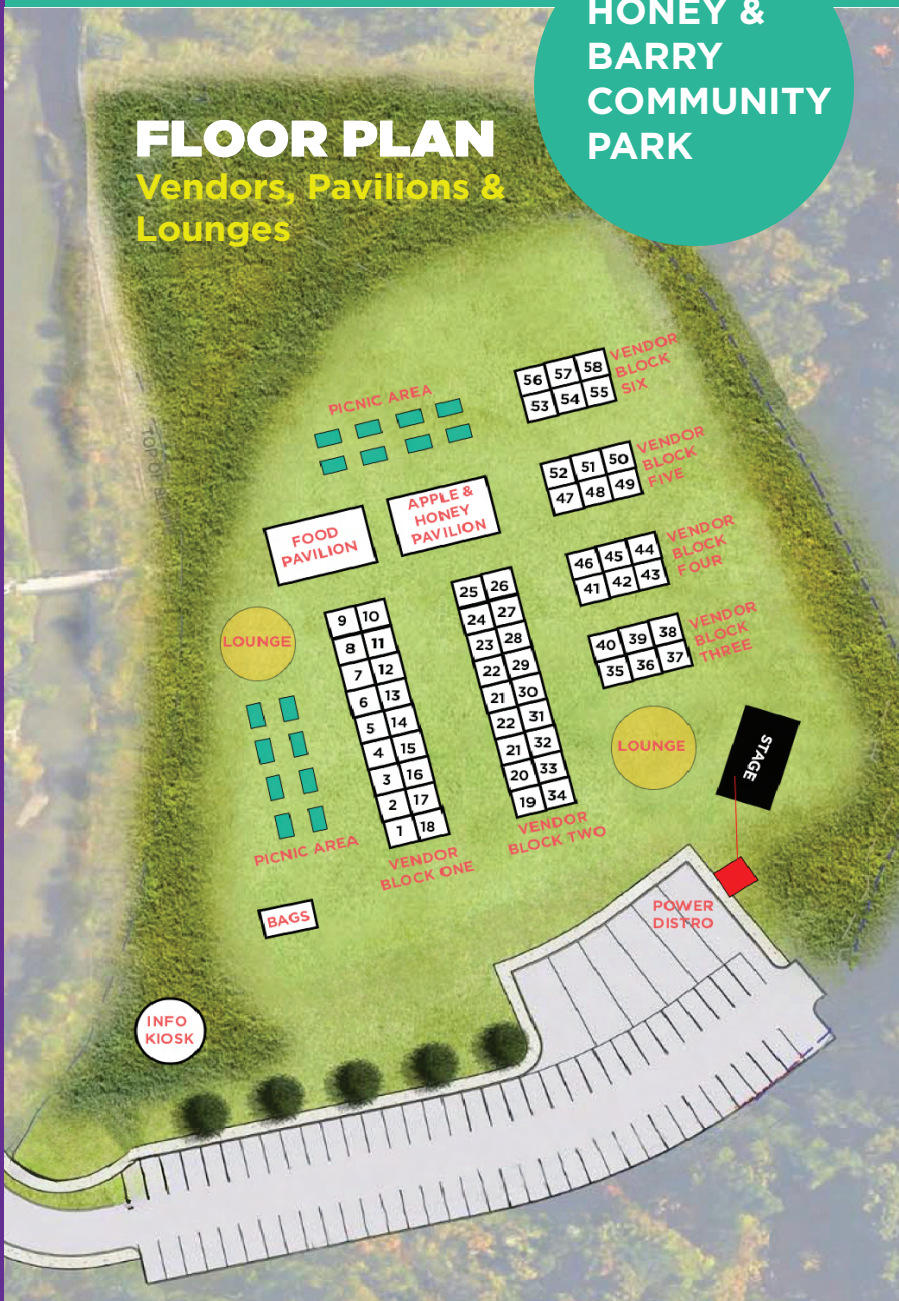 HONEY &
BARRY
COMMUNITY
PARK
FLOOR PLAN
Vendors, Pavilions &
Lounges
VENDOR
BLOCK
SIX
56 57 58
53 54 55
PICNIC AREA
VENDOR
BLOCK
FIVE
52 51 50
47 48 49
APPLE &
HONEY
PAVILION
FOOD
PAVILION
VENDOR
BLOCK
FOUR
46 45 44
41 42 43
VENDOR
BLOCK
THREE
40 39 38
35 36 37
LOUNGE
9 10
8 11
7 12
6 13
5 14
4 15
3 16
2 17
1 18
VENDOR
BLOCK ONE
25 26
24 27
23 28
22 29
21 30
22 31
21 32
20 33
19 34
VENDOR
BLOCK TWO
LOUNGE
STAGE
PICNIC AREA
BAGS
POWER
DISTRO
INFO
KIOSK